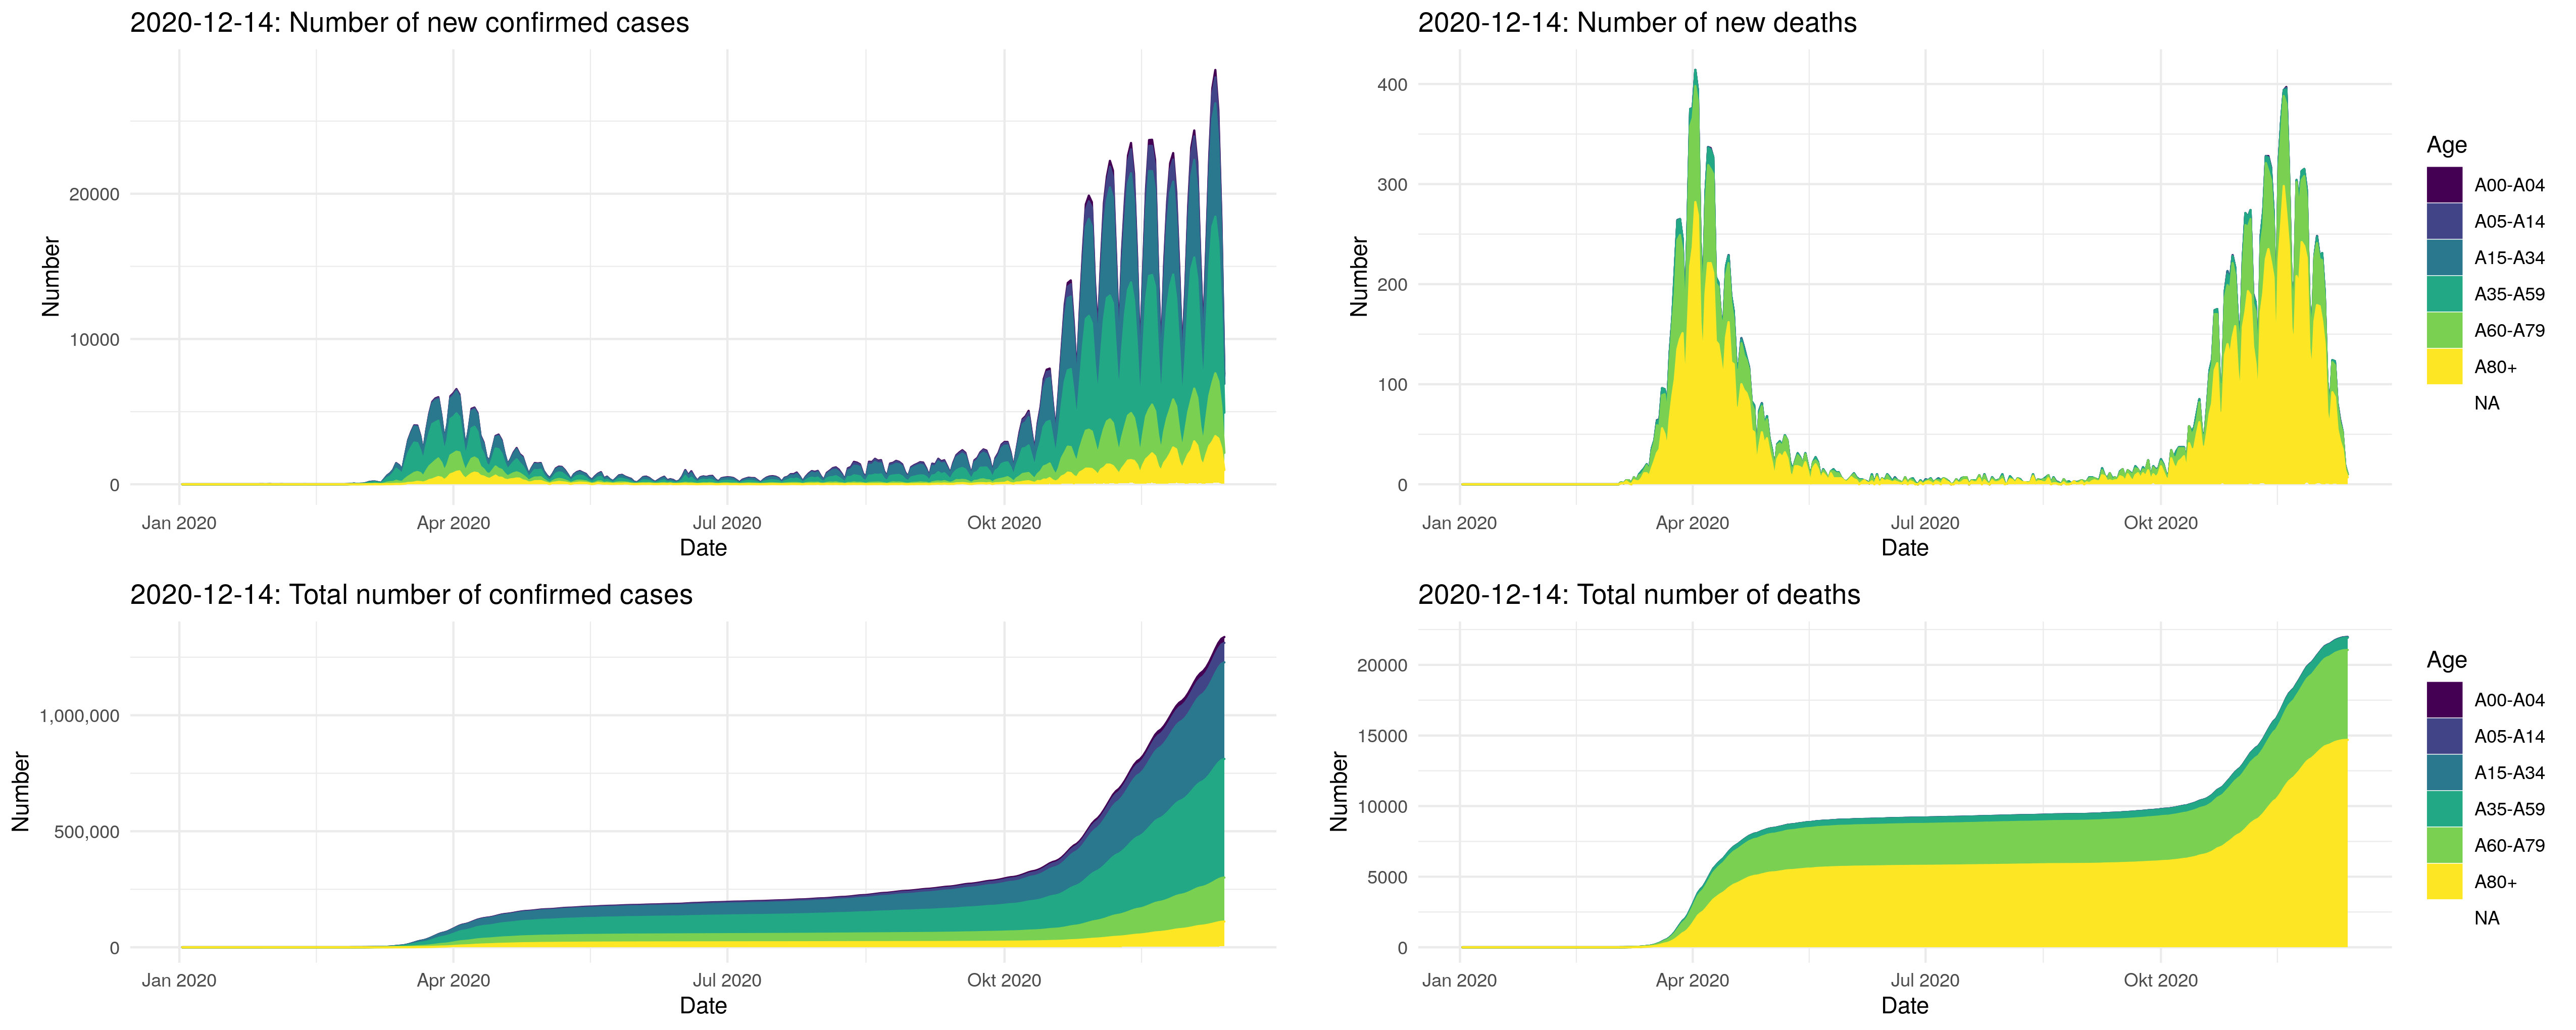 2020-12-14: Number of new confirmed cases
Number
20000
10000
0
Jan 2020 Apr 2020 Jul 2020 Okt 2020
Date
2020-12-14: Number of new deaths
Number
400
300
200
100
0
Jan 2020 Apr 2020 Jul 2020 Okt 2020
Date
Age
A00-A04
A05-A14
A15-A34
A35-A59
A60-A79
A80+
NA
2020-12-14: Total number of confirmed cases
Number
1,000,000
500,000
0
Jan 2020 Apr 2020 Jul 2020 Okt 2020
Date
2020-12-14: Total number of deaths
Number
20000
15000
10000
5000
0
Jan 2020 Apr 2020 Jul 2020 Okt 2020
Date
Age
A00-A04
A05-A14
A15-A34
A35-A59
A60-A79
A80+
NA